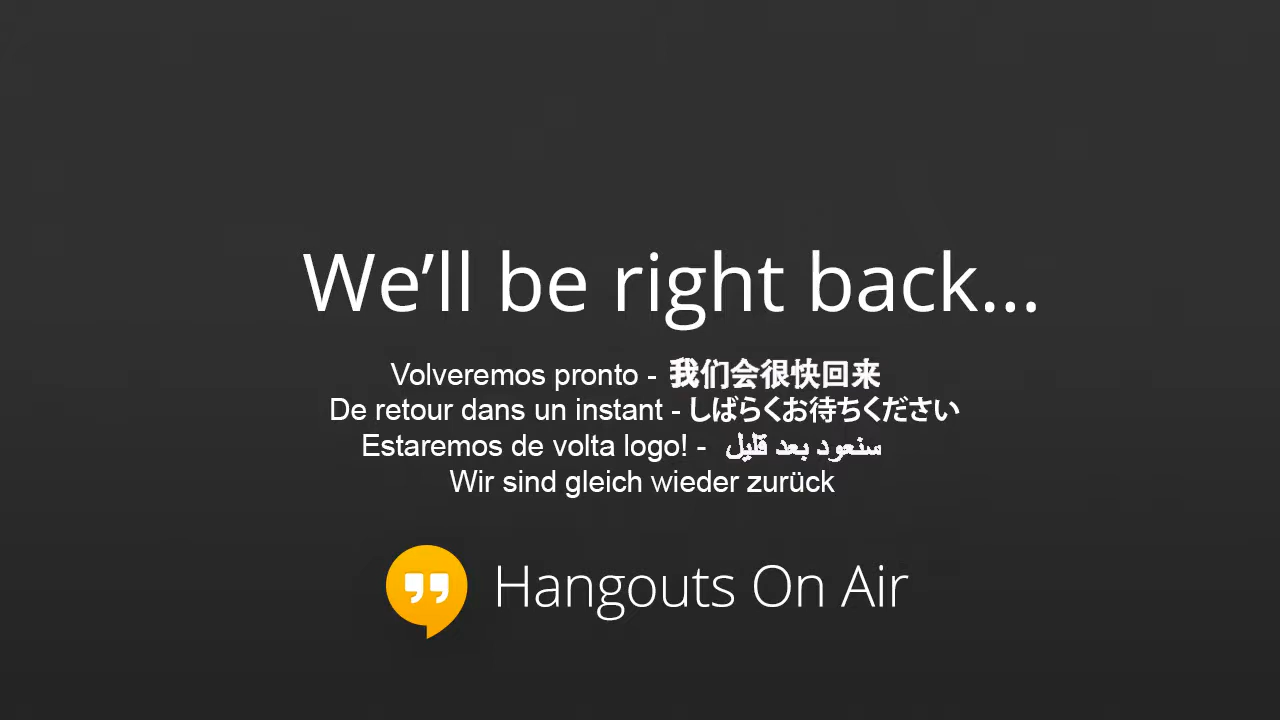 We’ll be right back...
Volveremos pronto - 我们会很快回来
De retour dans un instant - しばらくお待ちください
Estaremos de volta logo! - سنعود بعد قليل
Wir sind gleich wieder zurück
Hangouts On Air